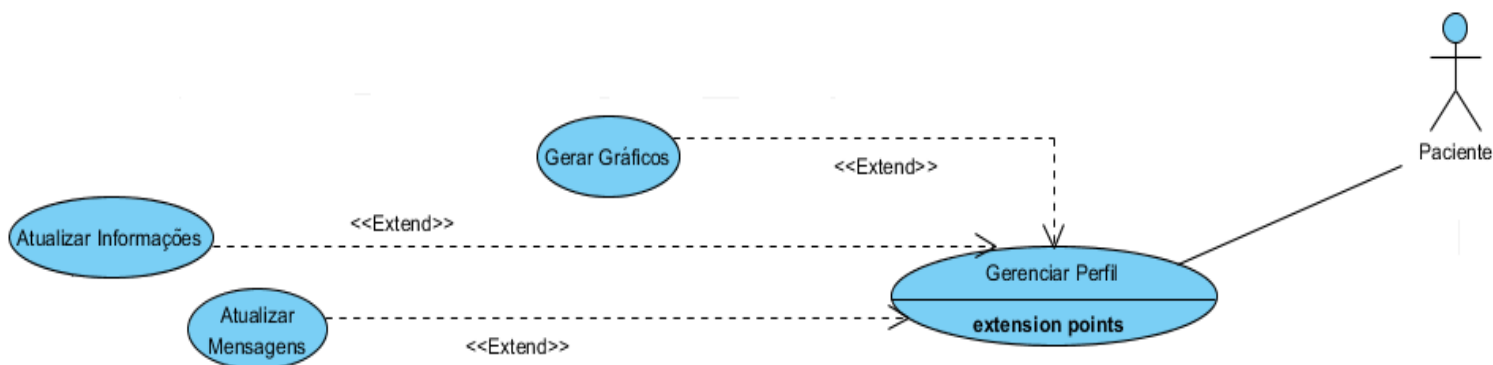 Paciente
Gerar Gráficos
<<Extend>>
<<Extend>>
Atualizar Informações
Gerenciar Perfil
extension points
Atualizar
Mensagens
<<Extend>>